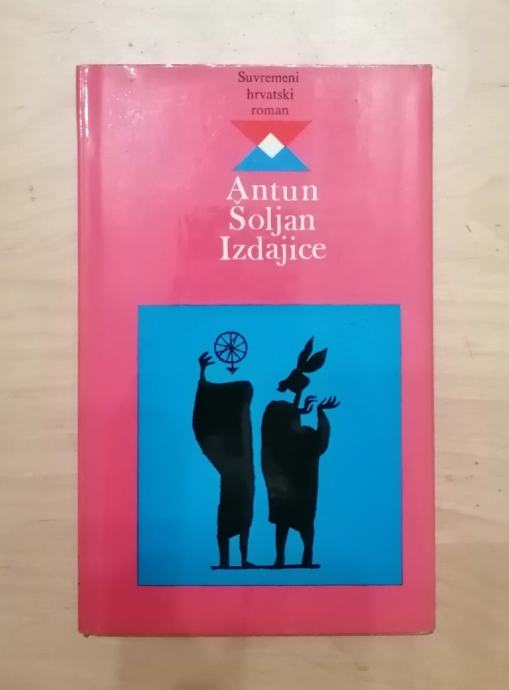 Suvremeni
hrvatski
roman
Antun
Šoljan
Izdajice